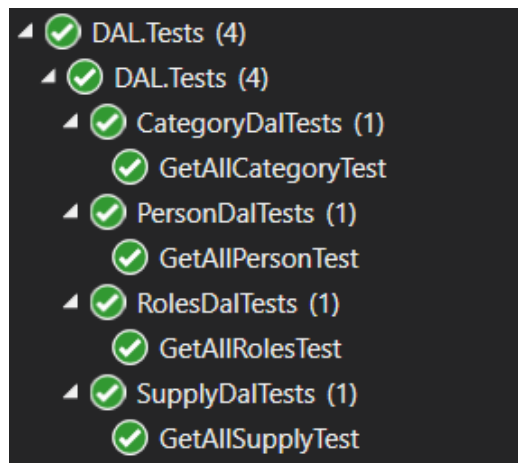 DAL.Tests (4)
DAL.Tests (4)
CategoryDalTests (1)
GetAllCategoryTest
PersonDalTests (1)
GetAllPersonTest
RolesDalTests (1)
GetAllRolesTest
SupplyDalTests (1)
GetAllSupplyTest